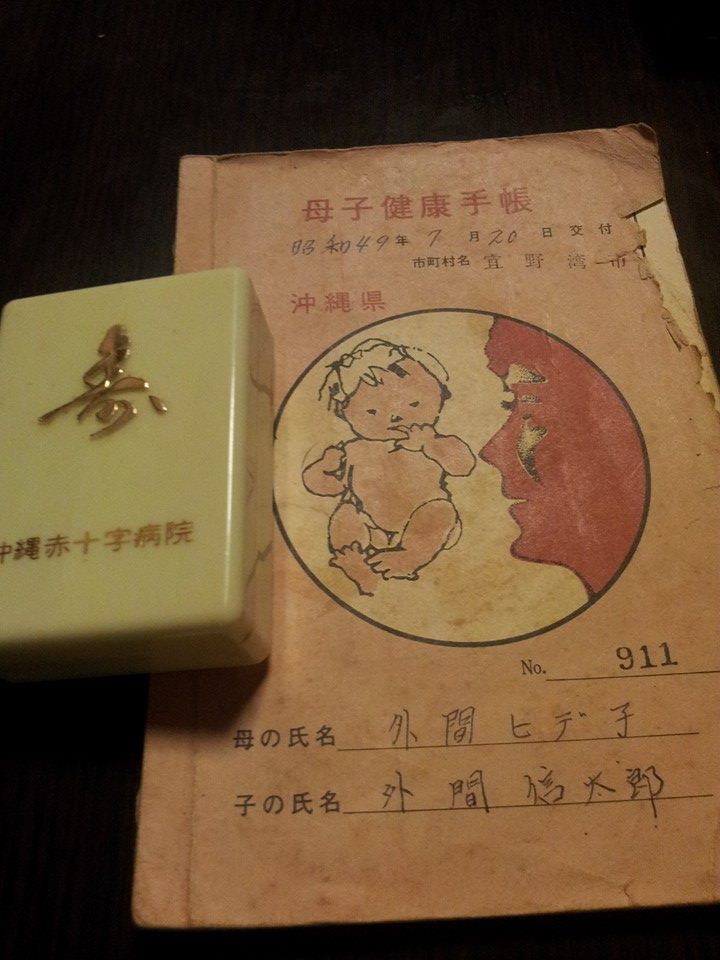 寿
沖縄赤十字病院
母子健康手帳
昭和49年7月20日交付
市町村名 宜野湾市
沖縄県
No. 911
母の氏名 外間ヒデ子
子の氏名 外間信太郎